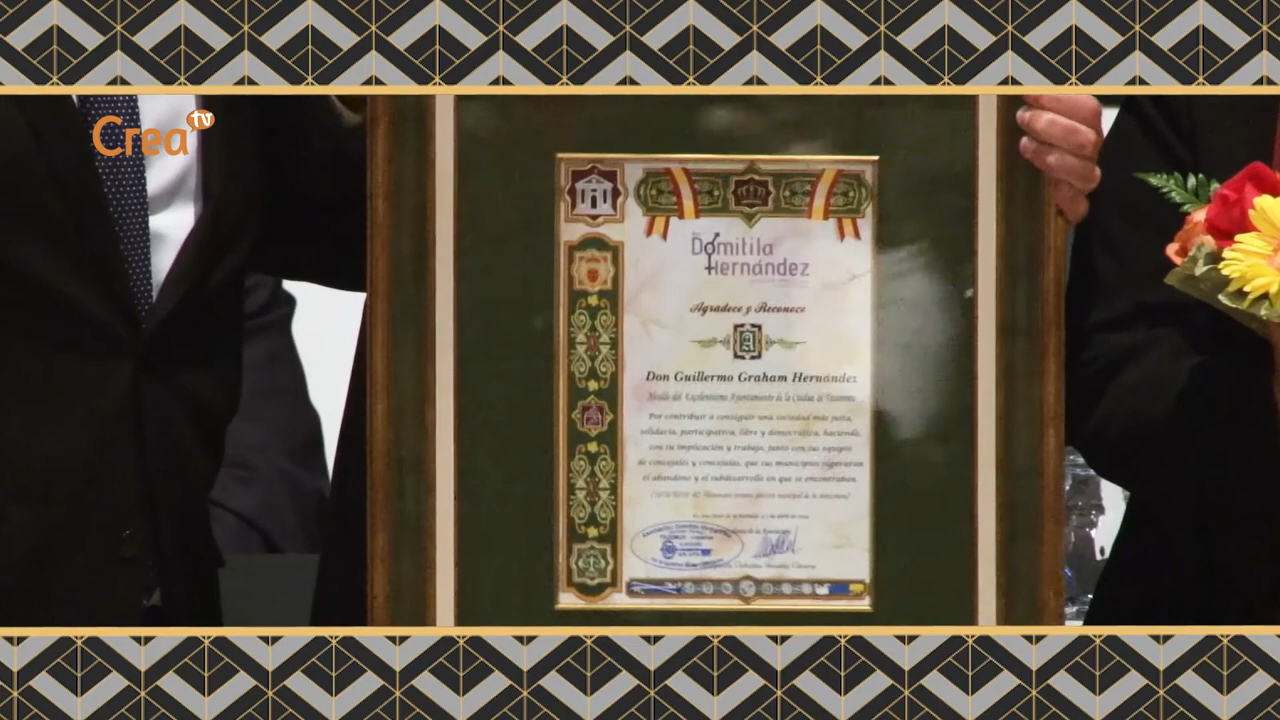 Crea tv
Domitila
Hernández
Agradece y Reconoce
A
Don Guillermo Graham Hernández
Alcalde del Excelentísimo Ayuntamiento de la Ciudad de
Por contribuir a conseguir una sociedad más justa,
solidaria, participativa, libre y democrática, haciendo,
con su implicación y trabajo, junto con sus equipos
de concejales y concejalas, que sus municipios superaran
el abandono y el subdesarrollo en que se encontraban.